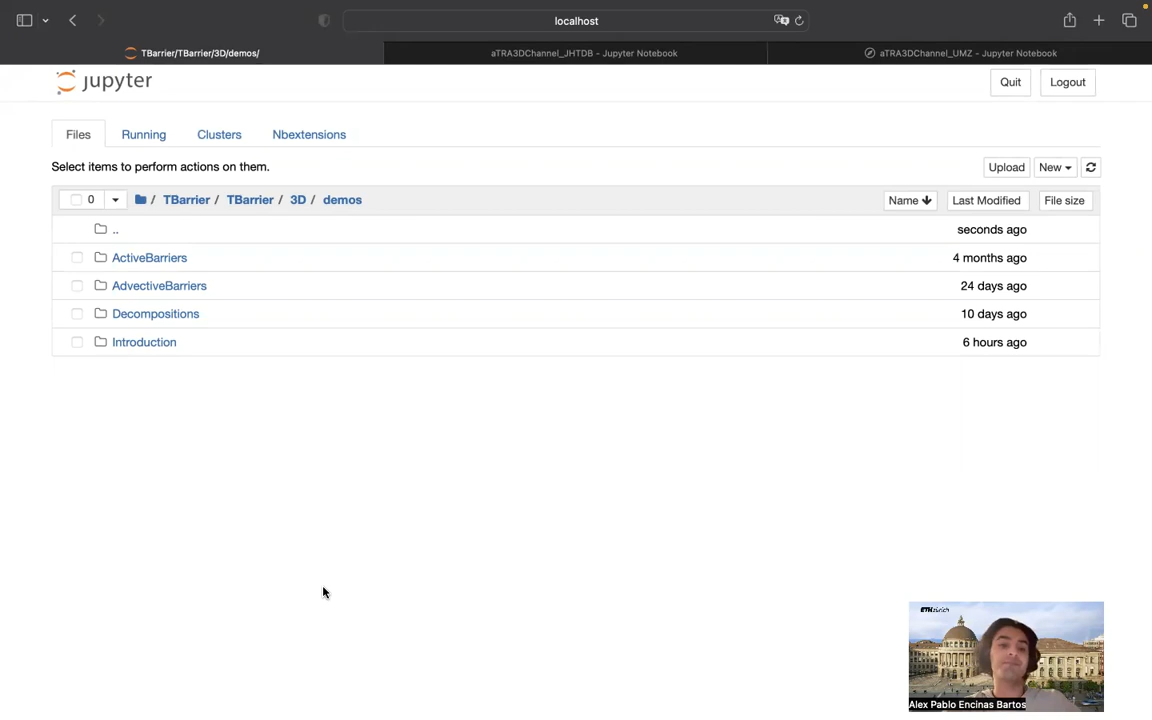 localhost
TBarrier/TBarrier/3D/demos/
aTRA3DChannel_JHTDB - Jupyter Notebook
aTRA3DChannel_UMZ - Jupyter Notebook
jupyter
Quit
Logout
Files
Running
Clusters
Nbextensions
Select items to perform actions on them.
Upload
New
0
/ TBarrier / TBarrier / 3D / demos
Name
Last Modified
File size
..
seconds ago
ActiveBarriers
4 months ago
AdvectiveBarriers
24 days ago
Decompositions
10 days ago
Introduction
6 hours ago
ETH zürich
Alex Pablo Encinas Bartos